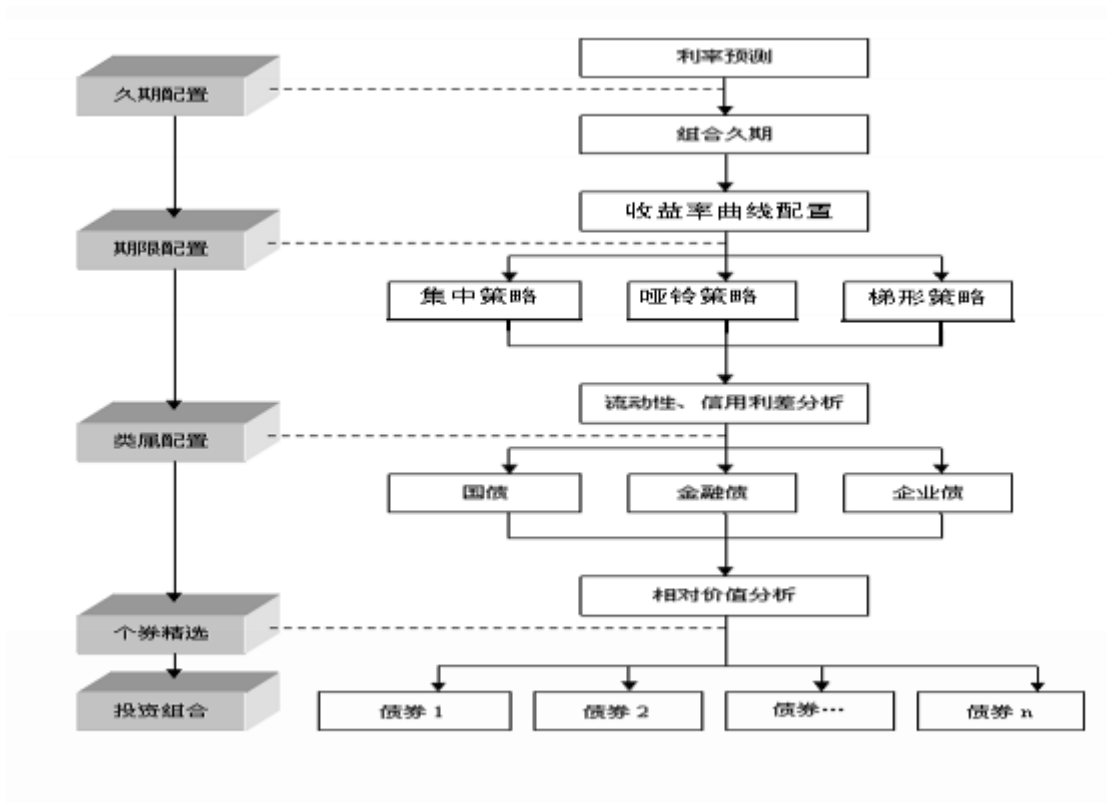 利率预测
久期配置
组合久期
收益率曲线配置
期限配置
集中策略
哑铃策略
梯形策略
流动性、信用利差分析
类属配置
国债
金融债
企业债
相对价值分析
个券精选
投资组合
债券 1
债券 2
债券…
债券 n